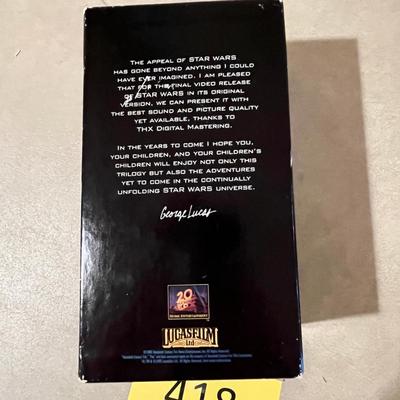 THE APPEAL OF STAR WARS
HAS GONE BEYOND ANYTHING I COULD
HAVE EVER IMAGINED. I AM PLEASED
THAT FOR THE FINAL VIDEO RELEASE
OF STAR WARS IN ITS ORIGINAL
VERSION, WE CAN PRESENT IT WITH
THE BEST SOUND AND PICTURE QUALITY
YET AVAILABLE, THANKS TO
THX DIGITAL MASTERING.
IN THE YEARS TO COME I HOPE YOU,
YOUR CHILDREN, AND YOUR CHILDREN'S
CHILDREN WILL ENJOY NOT ONLY THIS
TRILOGY BUT ALSO THE ADVENTURES
YET TO COME IN THE CONTINUALLY
UNFOLDING STAR WARS UNIVERSE.
George Lucas
20
HOME ENTERTAINMENT
LUCASFILM
Ltd
418